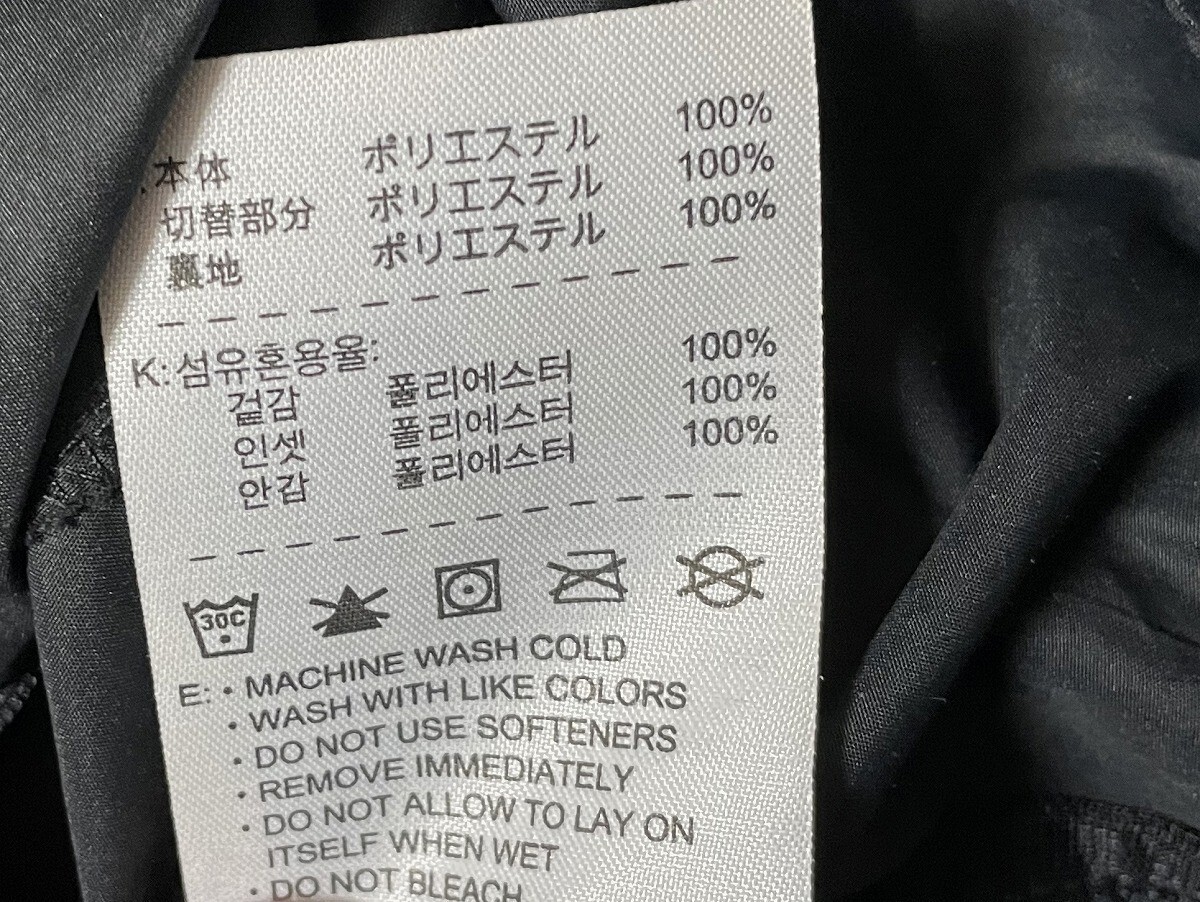 本体 ポリエステル 100%
切替部分 ポリエステル 100%
裏地 ポリエステル 100%
K: 섬유혼용율:
겉감 폴리에스터 100%
인셋 폴리에스터 100%
안감 폴리에스터 100%
30C
E: • MACHINE WASH COLD
• WASH WITH LIKE COLORS
• DO NOT USE SOFTENERS
• REMOVE IMMEDIATELY
• DO NOT ALLOW TO LAY ON
ITSELF WHEN WET
• DO NOT BLEACH